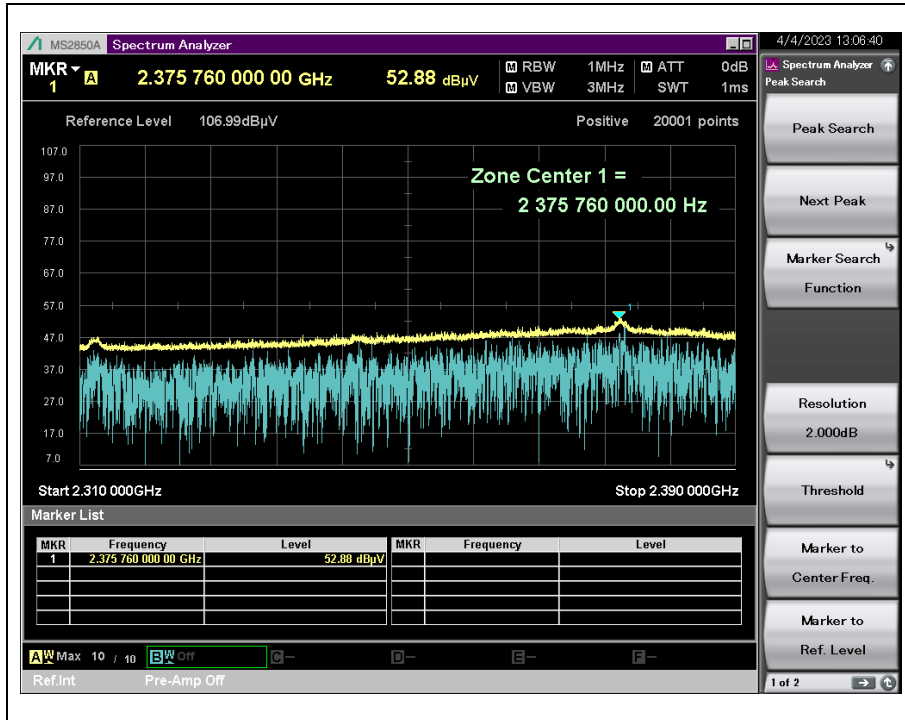 MS2850A Spectrum Analyzer
4/4/2023 13:06:40
MKR A 2.375 760 000 00 GHz 52.88 dBµV M RBW 1MHz M ATT 0dB
1 M VBW 3MHz SWT 1ms
Spectrum Analyzer
Peak Search
Reference Level 106.99dBµV Positive 20001 points
107.0
97.0
87.0
77.0
67.0
57.0
47.0
37.0
27.0
17.0
7.0
Zone Center 1 =
2 375 760 000.00 Hz
1
Start 2.310 000GHz Stop 2.390 000GHz
Marker List
MKR Frequency Level MKR Frequency Level
1 2.375 760 000 00 GHz 52.88 dBµV
A W Max 10 / 10 B W Off C – D – E – F –
Ref.Int Pre-Amp Off
Peak Search
Next Peak
Marker Search
Function
Resolution
2.000dB
Threshold
Marker to
Center Freq.
Marker to
Ref. Level
1 of 2